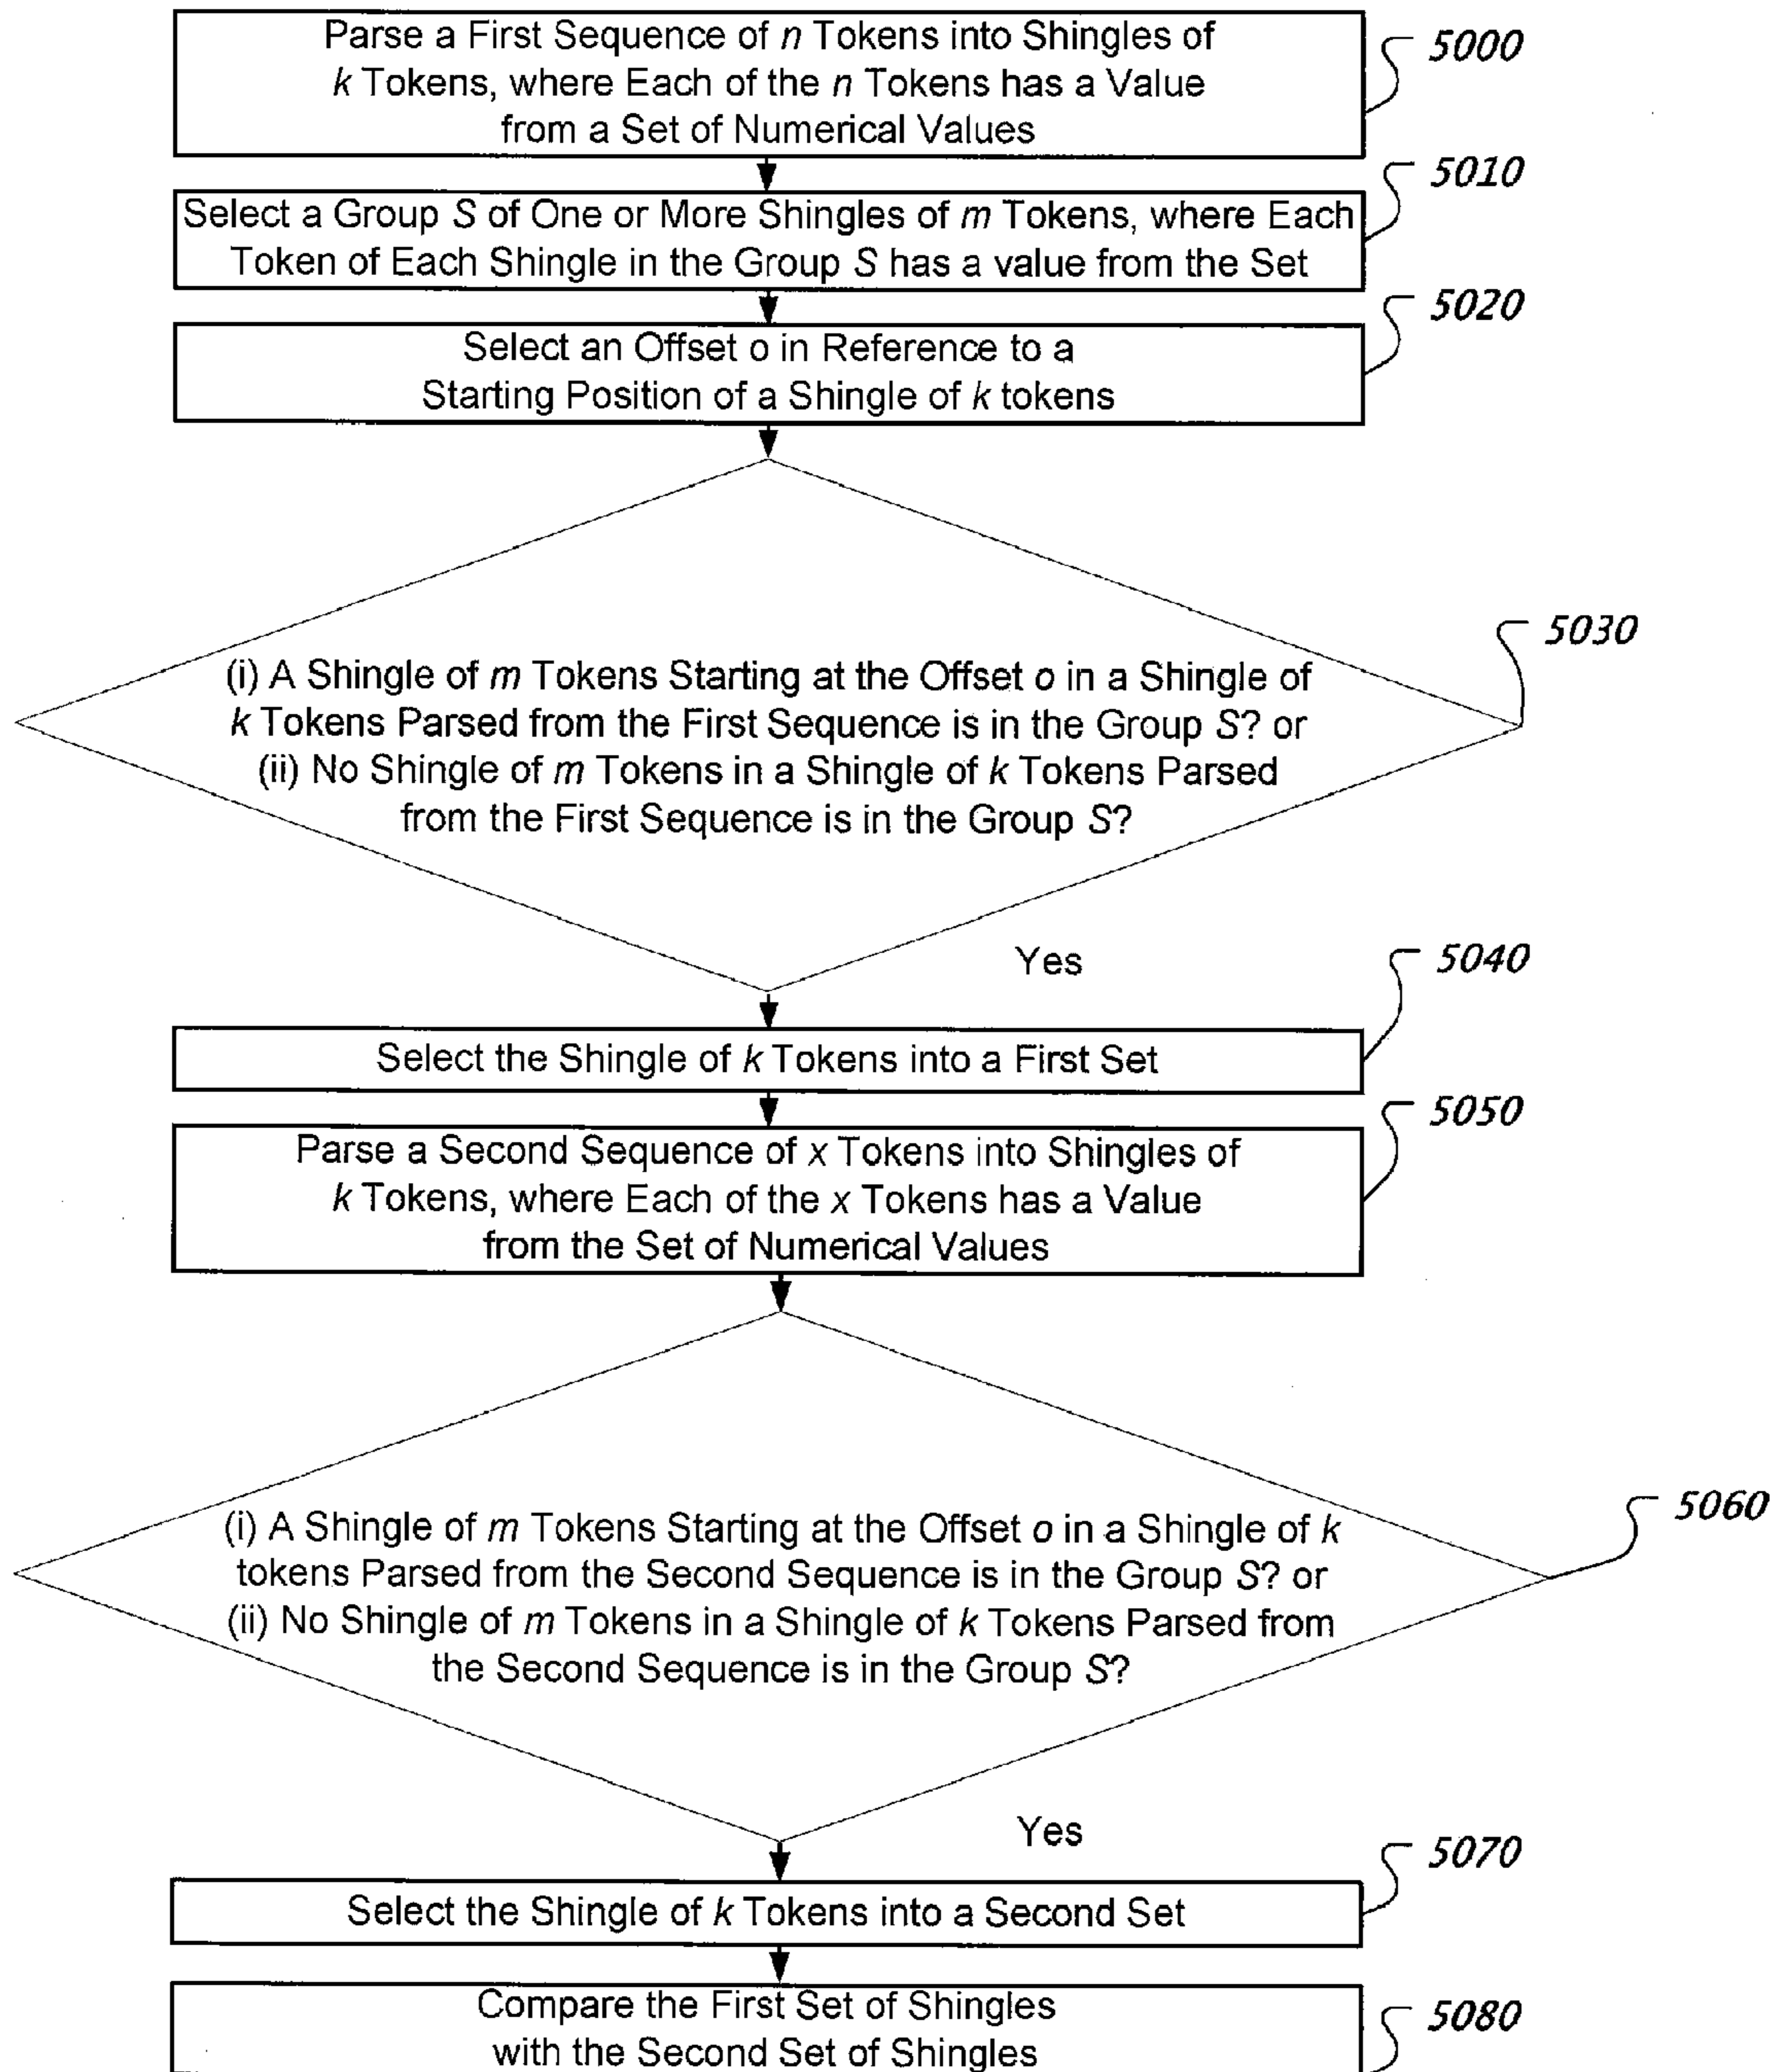 Parse a First Sequence of n Tokens into Shingles of
k Tokens, where Each of the n Tokens has a Value
from a Set of Numerical Values
5000
Select a Group S of One or More Shingles of m Tokens, where Each
Token of Each Shingle in the Group S has a value from the Set
5010
Select an Offset o in Reference to a
Starting Position of a Shingle of k tokens
5020
(i) A Shingle of m Tokens Starting at the Offset o in a Shingle of
k Tokens Parsed from the First Sequence is in the Group S? or
(ii) No Shingle of m Tokens in a Shingle of k Tokens Parsed
from the First Sequence is in the Group S?
5030
Yes
Select the Shingle of k Tokens into a First Set
5040
Parse a Second Sequence of x Tokens into Shingles of
k Tokens, where Each of the x Tokens has a Value
from the Set of Numerical Values
5050
(i) A Shingle of m Tokens Starting at the Offset o in a Shingle of k
tokens Parsed from the Second Sequence is in the Group S? or
(ii) No Shingle of m Tokens in a Shingle of k Tokens Parsed from
the Second Sequence is in the Group S?
5060
Yes
Select the Shingle of k Tokens into a Second Set
5070
Compare the First Set of Shingles
with the Second Set of Shingles
5080